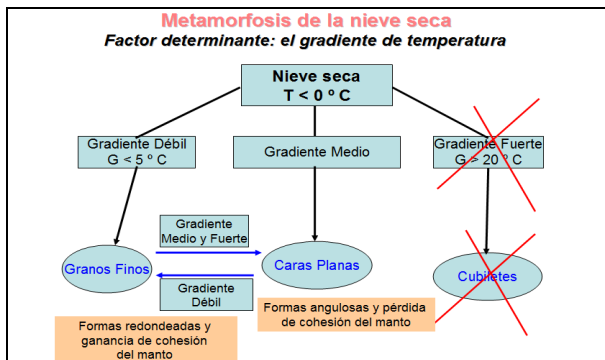 Metamorfosis de la nieve seca
Factor determinante: el gradiente de temperatura
Nieve seca
T < 0 º C
Gradiente Débil
G < 5 º C
Gradiente Medio
Gradiente Fuerte
G > 20 º C
Gradiente
Medio y Fuerte
Granos Finos
Caras Planas
Cubiletes
Gradiente
Débil
Formas redondeadas y
ganancia de cohesión
del manto
Formas angulosas y pérdida
de cohesión del manto